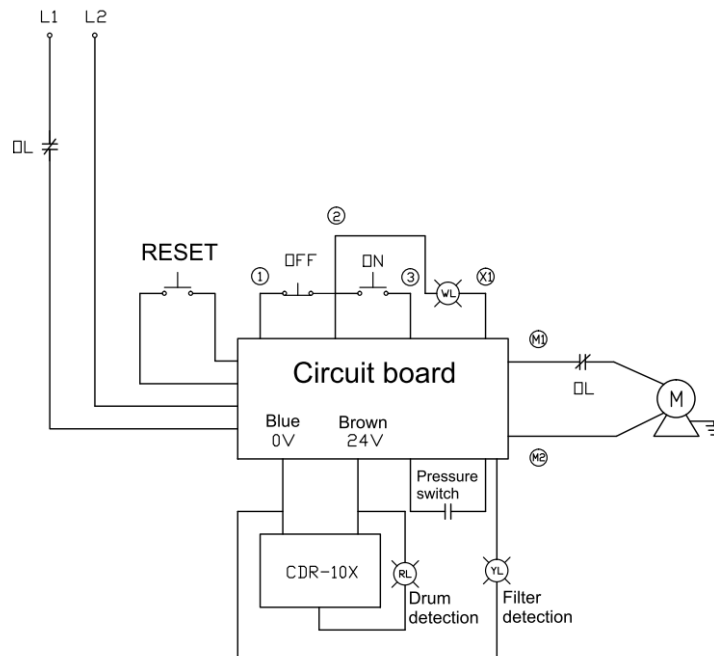 L1 L2
OL
RESET
1 OFF 2 ON 3 WL X1
M1
OL
M
M2
Circuit board
Blue Brown
0V 24V
Pressure
switch
CDR-10X
RL
Drum
detection
YL
Filter
detection